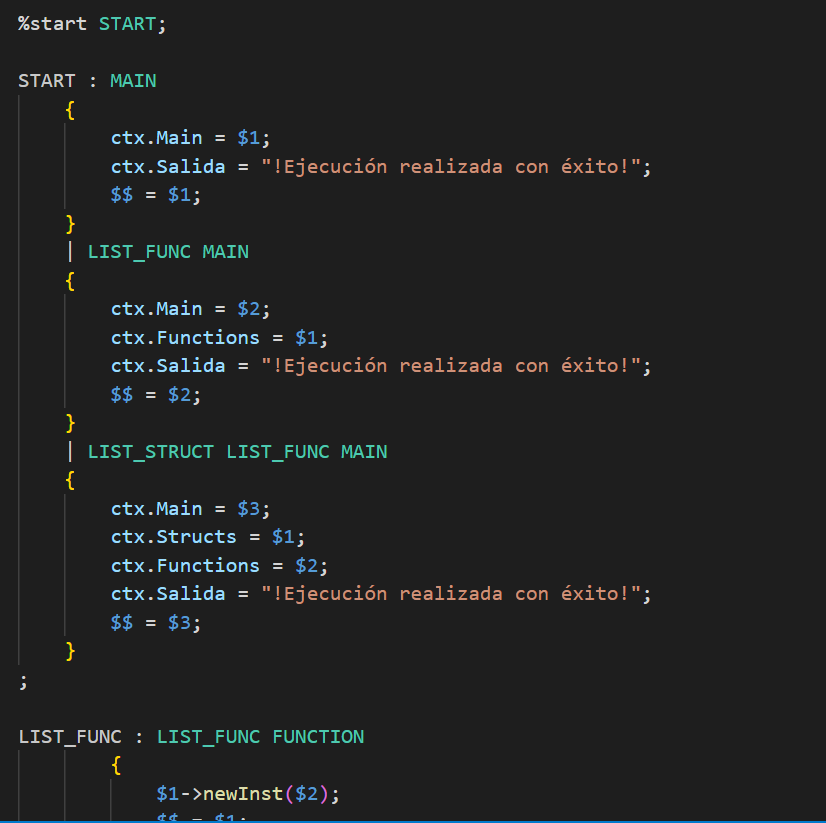 %start START;
START : MAIN
{
ctx.Main = $1;
ctx.Salida = "!Ejecución realizada con éxito!";
$$ = $1;
}
| LIST_FUNC MAIN
{
ctx.Main = $2;
ctx.Functions = $1;
ctx.Salida = "!Ejecución realizada con éxito!";
$$ = $2;
}
| LIST_STRUCT LIST_FUNC MAIN
{
ctx.Main = $3;
ctx.Structs = $1;
ctx.Functions = $2;
ctx.Salida = "!Ejecución realizada con éxito!";
$$ = $3;
}
;
LIST_FUNC : LIST_FUNC FUNCTION
{
$1->newInst($2);
$$ = $1;